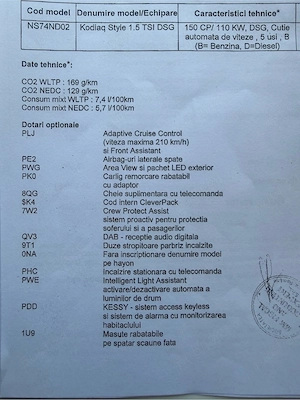 Cod model Denumire model/Echipare Caracteristici tehnice*
NS74ND02 Kodiaq Style 1.5 TSI DSG 150 CP/ 110 KW, DSG, Cutie
automata de viteze , 5 usi , B
(B= Benzina, D=Diesel)
Date tehnice*:
CO2 WLTP : 169 g/km
CO2 NEDC : 129 g/km
Consum mixt WLTP : 7,4 l/100km
Consum mixt NEDC : 5,7 l/100km
Dotari optionale
PLJ Adaptive Cruise Control
(viteza maxima 210 km/h)
si Front Assistant
PE2 Airbag-uri laterale spate
PWG Area View si pachet LED exterior
PK0 Carlig remorcare rabatabil
cu adaptor
8QG Cheie suplimentara cu telecomanda
$K4 Cod intern CleverPack
7W2 Crew Protect Assist
sistem proactiv pentru protectia
soferului si a pasagerilor
QV3 DAB - receptie audio digitala
9T1 Duze stropitoare parbriz incalzite
0NA Fara inscriptionare denumire model
pe hayon
PHC Incalzire stationara cu telecomanda
PWE Intelligent Light Assistant
activare/dezactivare automata a
luminilor de drum
PDD KESSY - sistem access keyless
si sistem de alarma cu monitorizarea
habitaclului
1U9 Masute rabatabile
pe spatar scaune fata